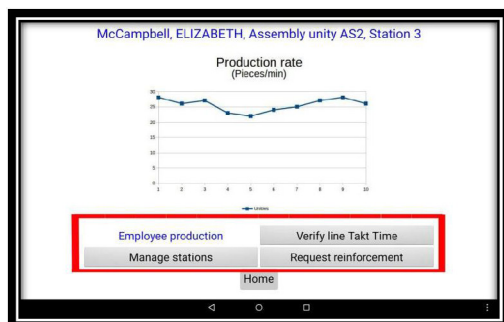 McCampbell, ELIZABETH, Assembly unity AS2, Station 3
Production rate
(Pieces/min)
30
25
20
15
10
5
0
1 2 3 4 5 6 7 8 9 10
Employee production Verify line Takt Time
Manage stations Request reinforcement
Home